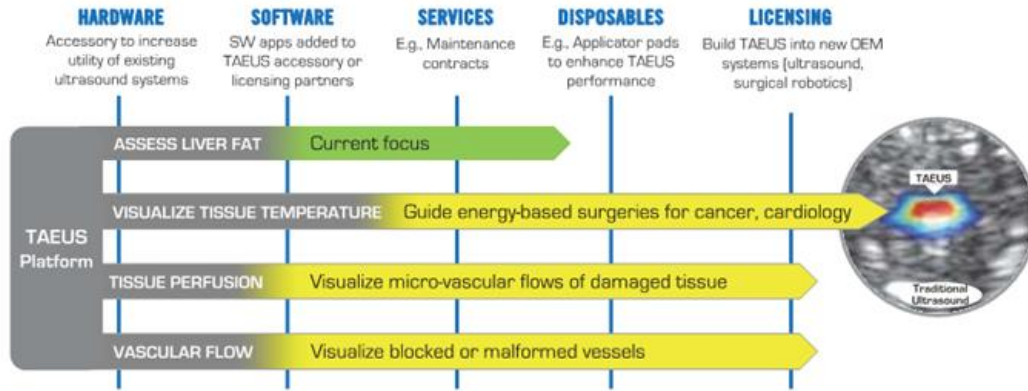 HARDWARE
Accessory to increase
utility of existing
ultrasound systems
SOFTWARE
SW apps added to
TAEUS accessory or
licensing partners
SERVICES
E.g., Maintenance
contracts
DISPOSABLES
E.g., Applicator pads
to enhance TAEUS
performance
LICENSING
Build TAEUS into new OEM
systems (ultrasound,
surgical robotics)
TAEUS
Platform
ASSESS LIVER FAT
Current focus
VISUALIZE TISSUE TEMPERATURE
Guide energy-based surgeries for cancer, cardiology
TISSUE PERFUSION
Visualize micro-vascular flows of damaged tissue
VASCULAR FLOW
Visualize blocked or malformed vessels
TAEUS
Traditional
Ultrasound